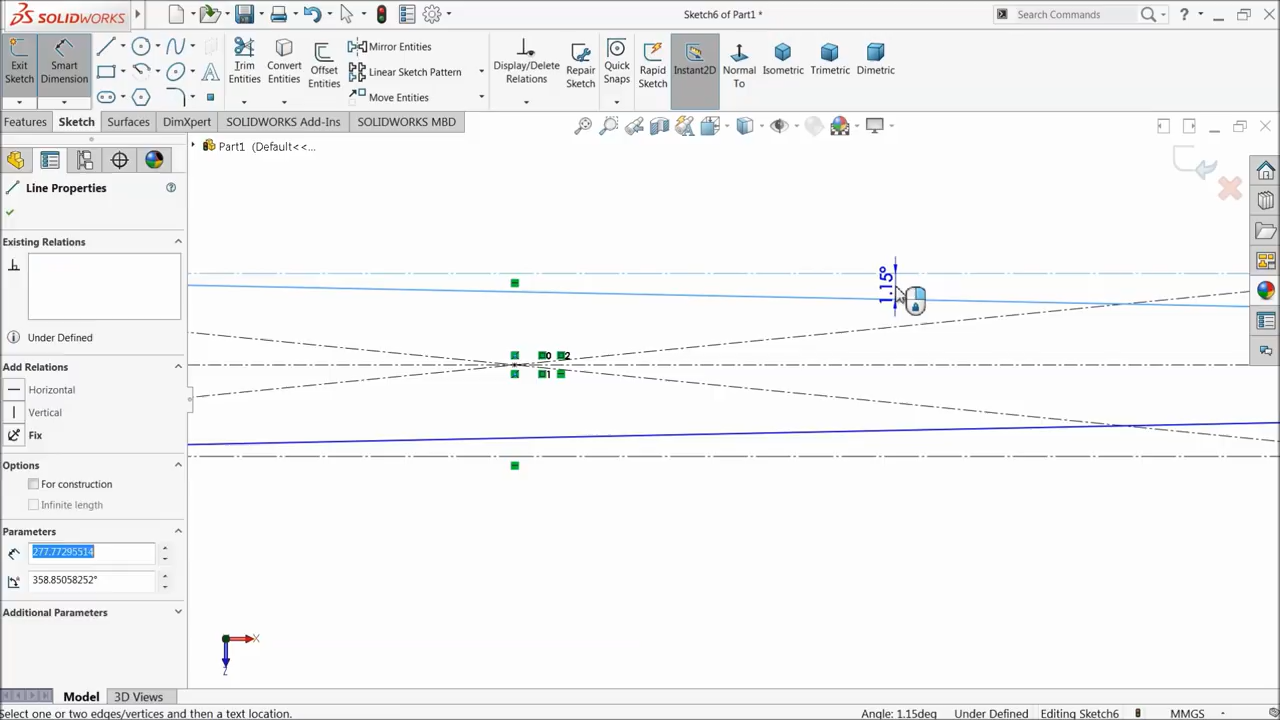 SOLIDWORKS
Sketch6 of Part1 *
Search Commands
?
Exit Sketch
Smart Dimension
Trim Entities
Convert Entities
Offset Entities
Mirror Entities
Linear Sketch Pattern
Move Entities
Display/Delete Relations
Repair Sketch
Quick Snaps
Rapid Sketch
Instant2D
Normal To
Isometric
Trimetric
Dimetric
Features
Sketch
Surfaces
DimXpert
SOLIDWORKS Add-Ins
SOLIDWORKS MBD
Part1 (Default<<...
Line Properties
Existing Relations
Under Defined
Add Relations
Horizontal
Vertical
Fix
Options
For construction
Infinite length
Parameters
277.77295514
358.85058252°
Additional Parameters
1.15°
0
2
1
X
Z
Model
3D Views
Select one or two edges/vertices and then a text location.
Angle: 1.15deg
Under Defined
Editing Sketch6
MMGS